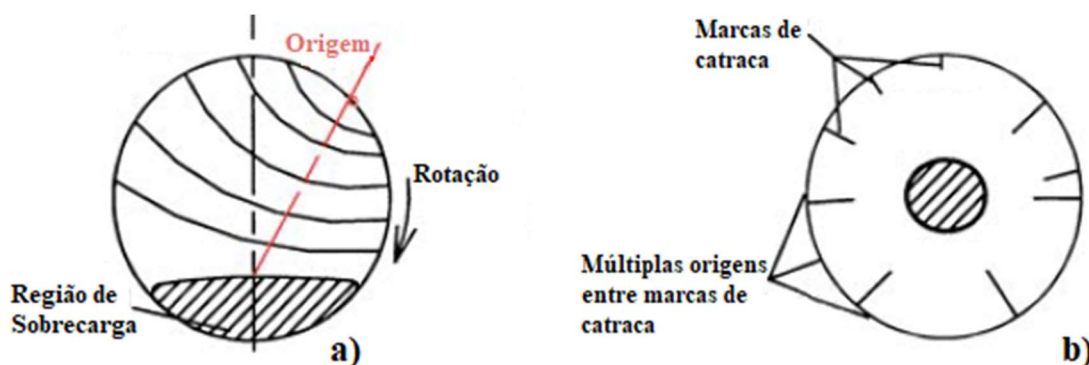 Origem
Rotação
Região de
Sobrecarga
a)
Marcas de
catraca
Múltiplas origens
entre marcas de
catraca
b)